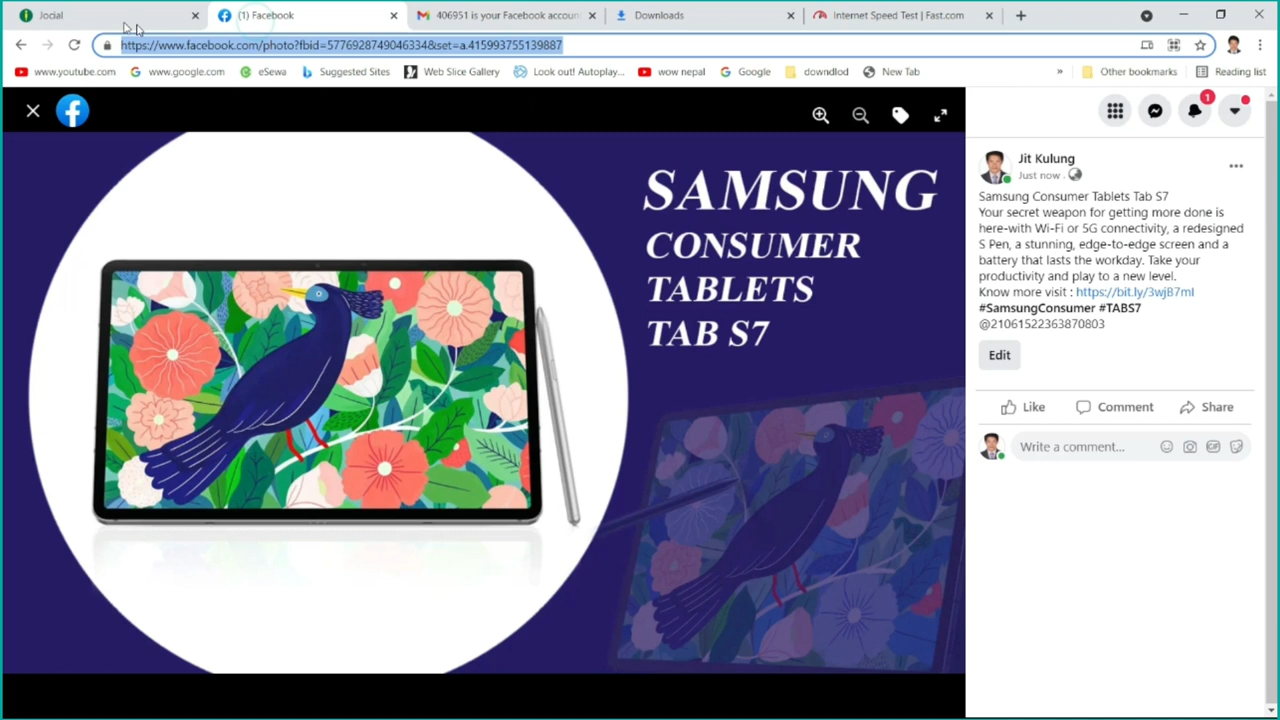 Jocial
(1) Facebook
406951 is your Facebook accoun
Downloads
Internet Speed Test | Fast.com
https://www.facebook.com/photo?fbid=577692874904633​4&set=a.415993755139887
www.youtube.com
www.google.com
eSewa
Suggested Sites
Web Slice Gallery
Look out! Autoplay...
wow nepal
Google
downdlod
New Tab
»
Other bookmarks
Reading list
SAMSUNG
CONSUMER
TABLETS
TAB S7
1
Jit Kulung
Just now ·
Samsung Consumer Tablets Tab S7
Your secret weapon for getting more done is
here-with Wi-Fi or 5G connectivity, a redesigned
S Pen, a stunning, edge-to-edge screen and a
battery that lasts the workday. Take your
productivity and play to a new level.
Know more visit : https://bit.ly/3wjB7ml
#SamsungConsumer #TABS7
@21061522363870803
Edit
Like
Comment
Share
Write a comment...
GIF